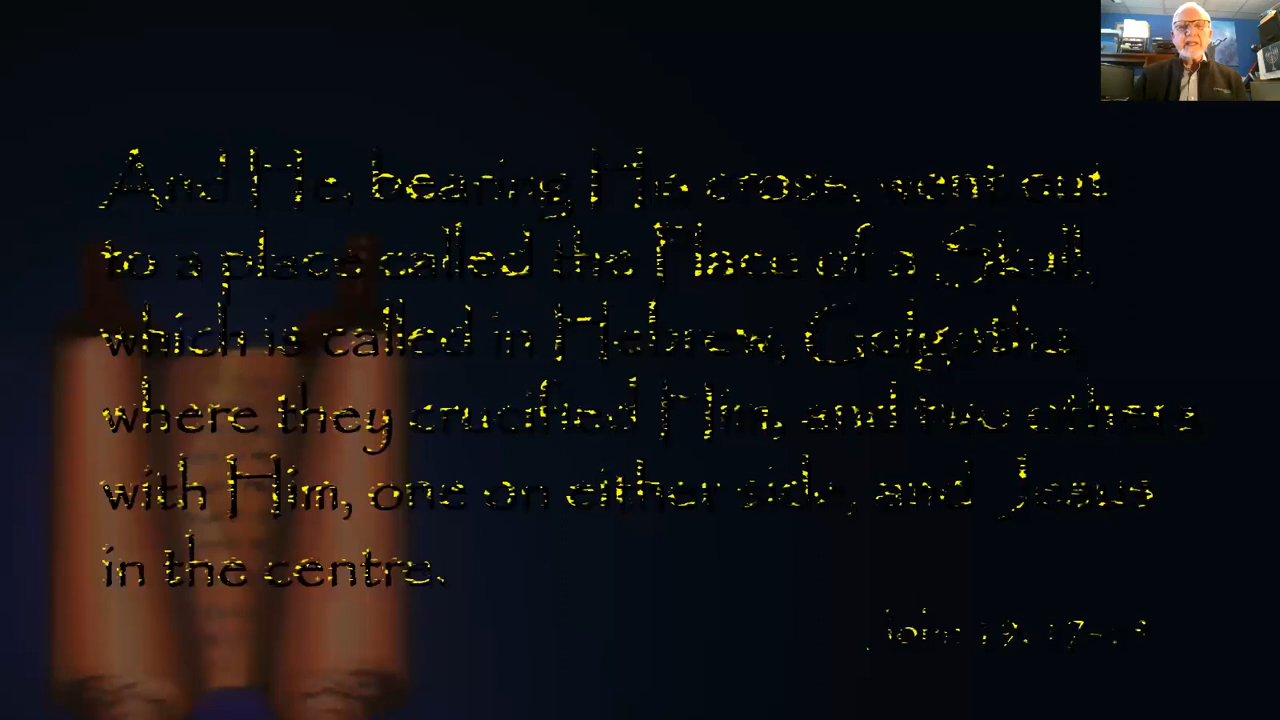 And He, bearing His cross, went out
to a place called the Place of a Skull,
which is called in Hebrew, Golgotha
where they crucified Him, and two others
with Him, one on either side, and Jesus
in the centre.
John 19. 17-18